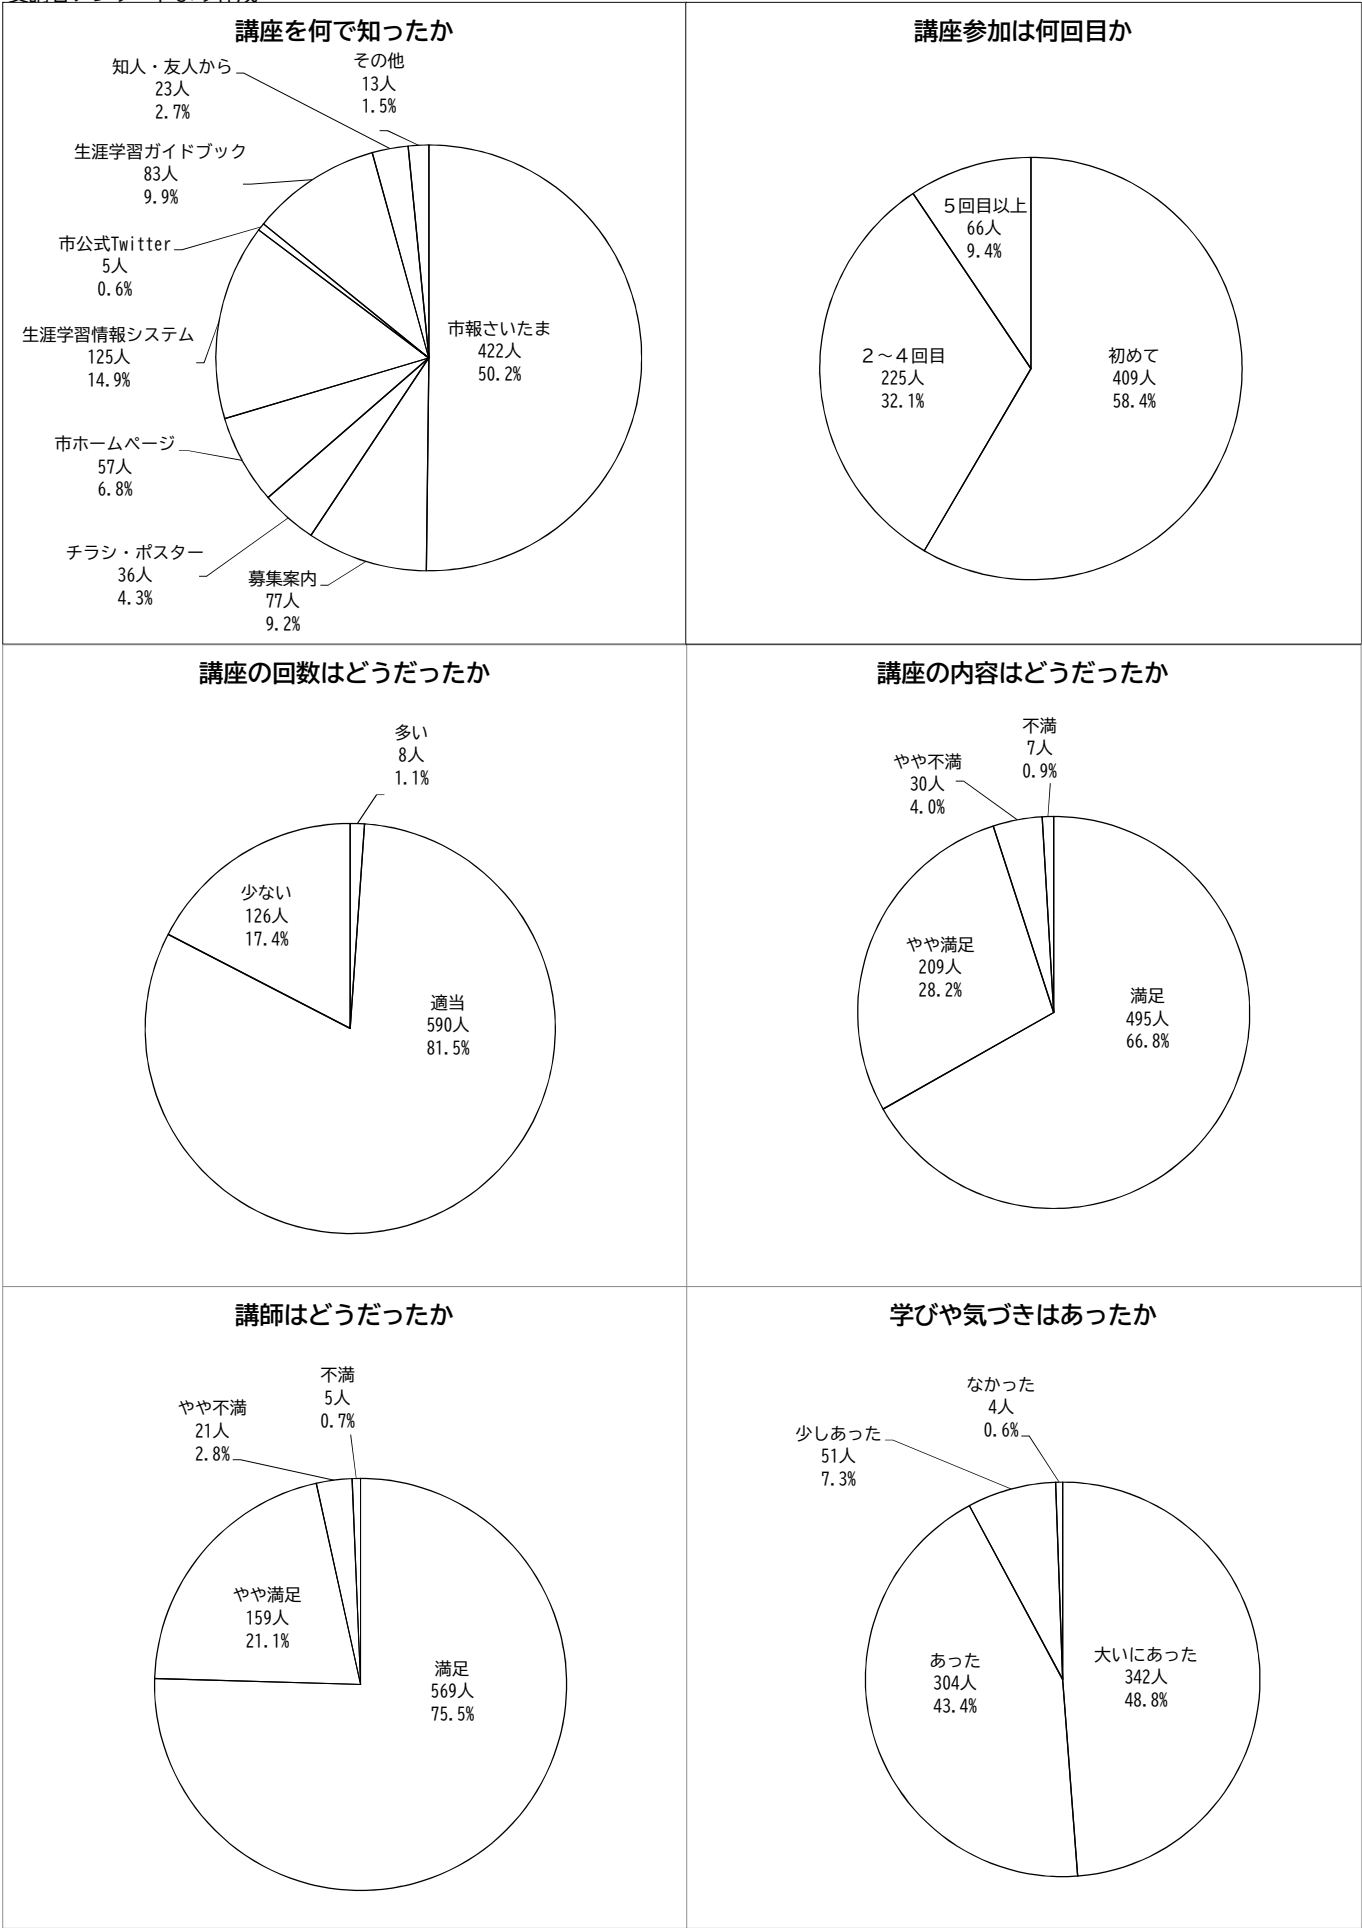 講座を何で知ったか
知人・友人から
23人
2.7%
その他
13人
1.5%
生涯学習ガイドブック
83人
9.9%
市公式Twitter
5人
0.6%
生涯学習情報システム
125人
14.9%
市報さいたま
422人
50.2%
市ホームページ
57人
6.8%
チラシ・ポスター
36人
4.3%
募集案内
77人
9.2%
講座参加は何回目か
5回目以上
66人
9.4%
2～4回目
225人
32.1%
初めて
409人
58.4%
講座の回数はどうだったか
多い
8人
1.1%
少ない
126人
17.4%
適当
590人
81.5%
講座の内容はどうだったか
不満
7人
0.9%
やや不満
30人
4.0%
やや満足
209人
28.2%
満足
495人
66.8%
講師はどうだったか
不満
5人
0.7%
やや不満
21人
2.8%
やや満足
159人
21.1%
満足
569人
75.5%
学びや気づきはあったか
なかった
4人
0.6%
少しあった
51人
7.3%
あった
304人
43.4%
大いにあった
342人
48.8%